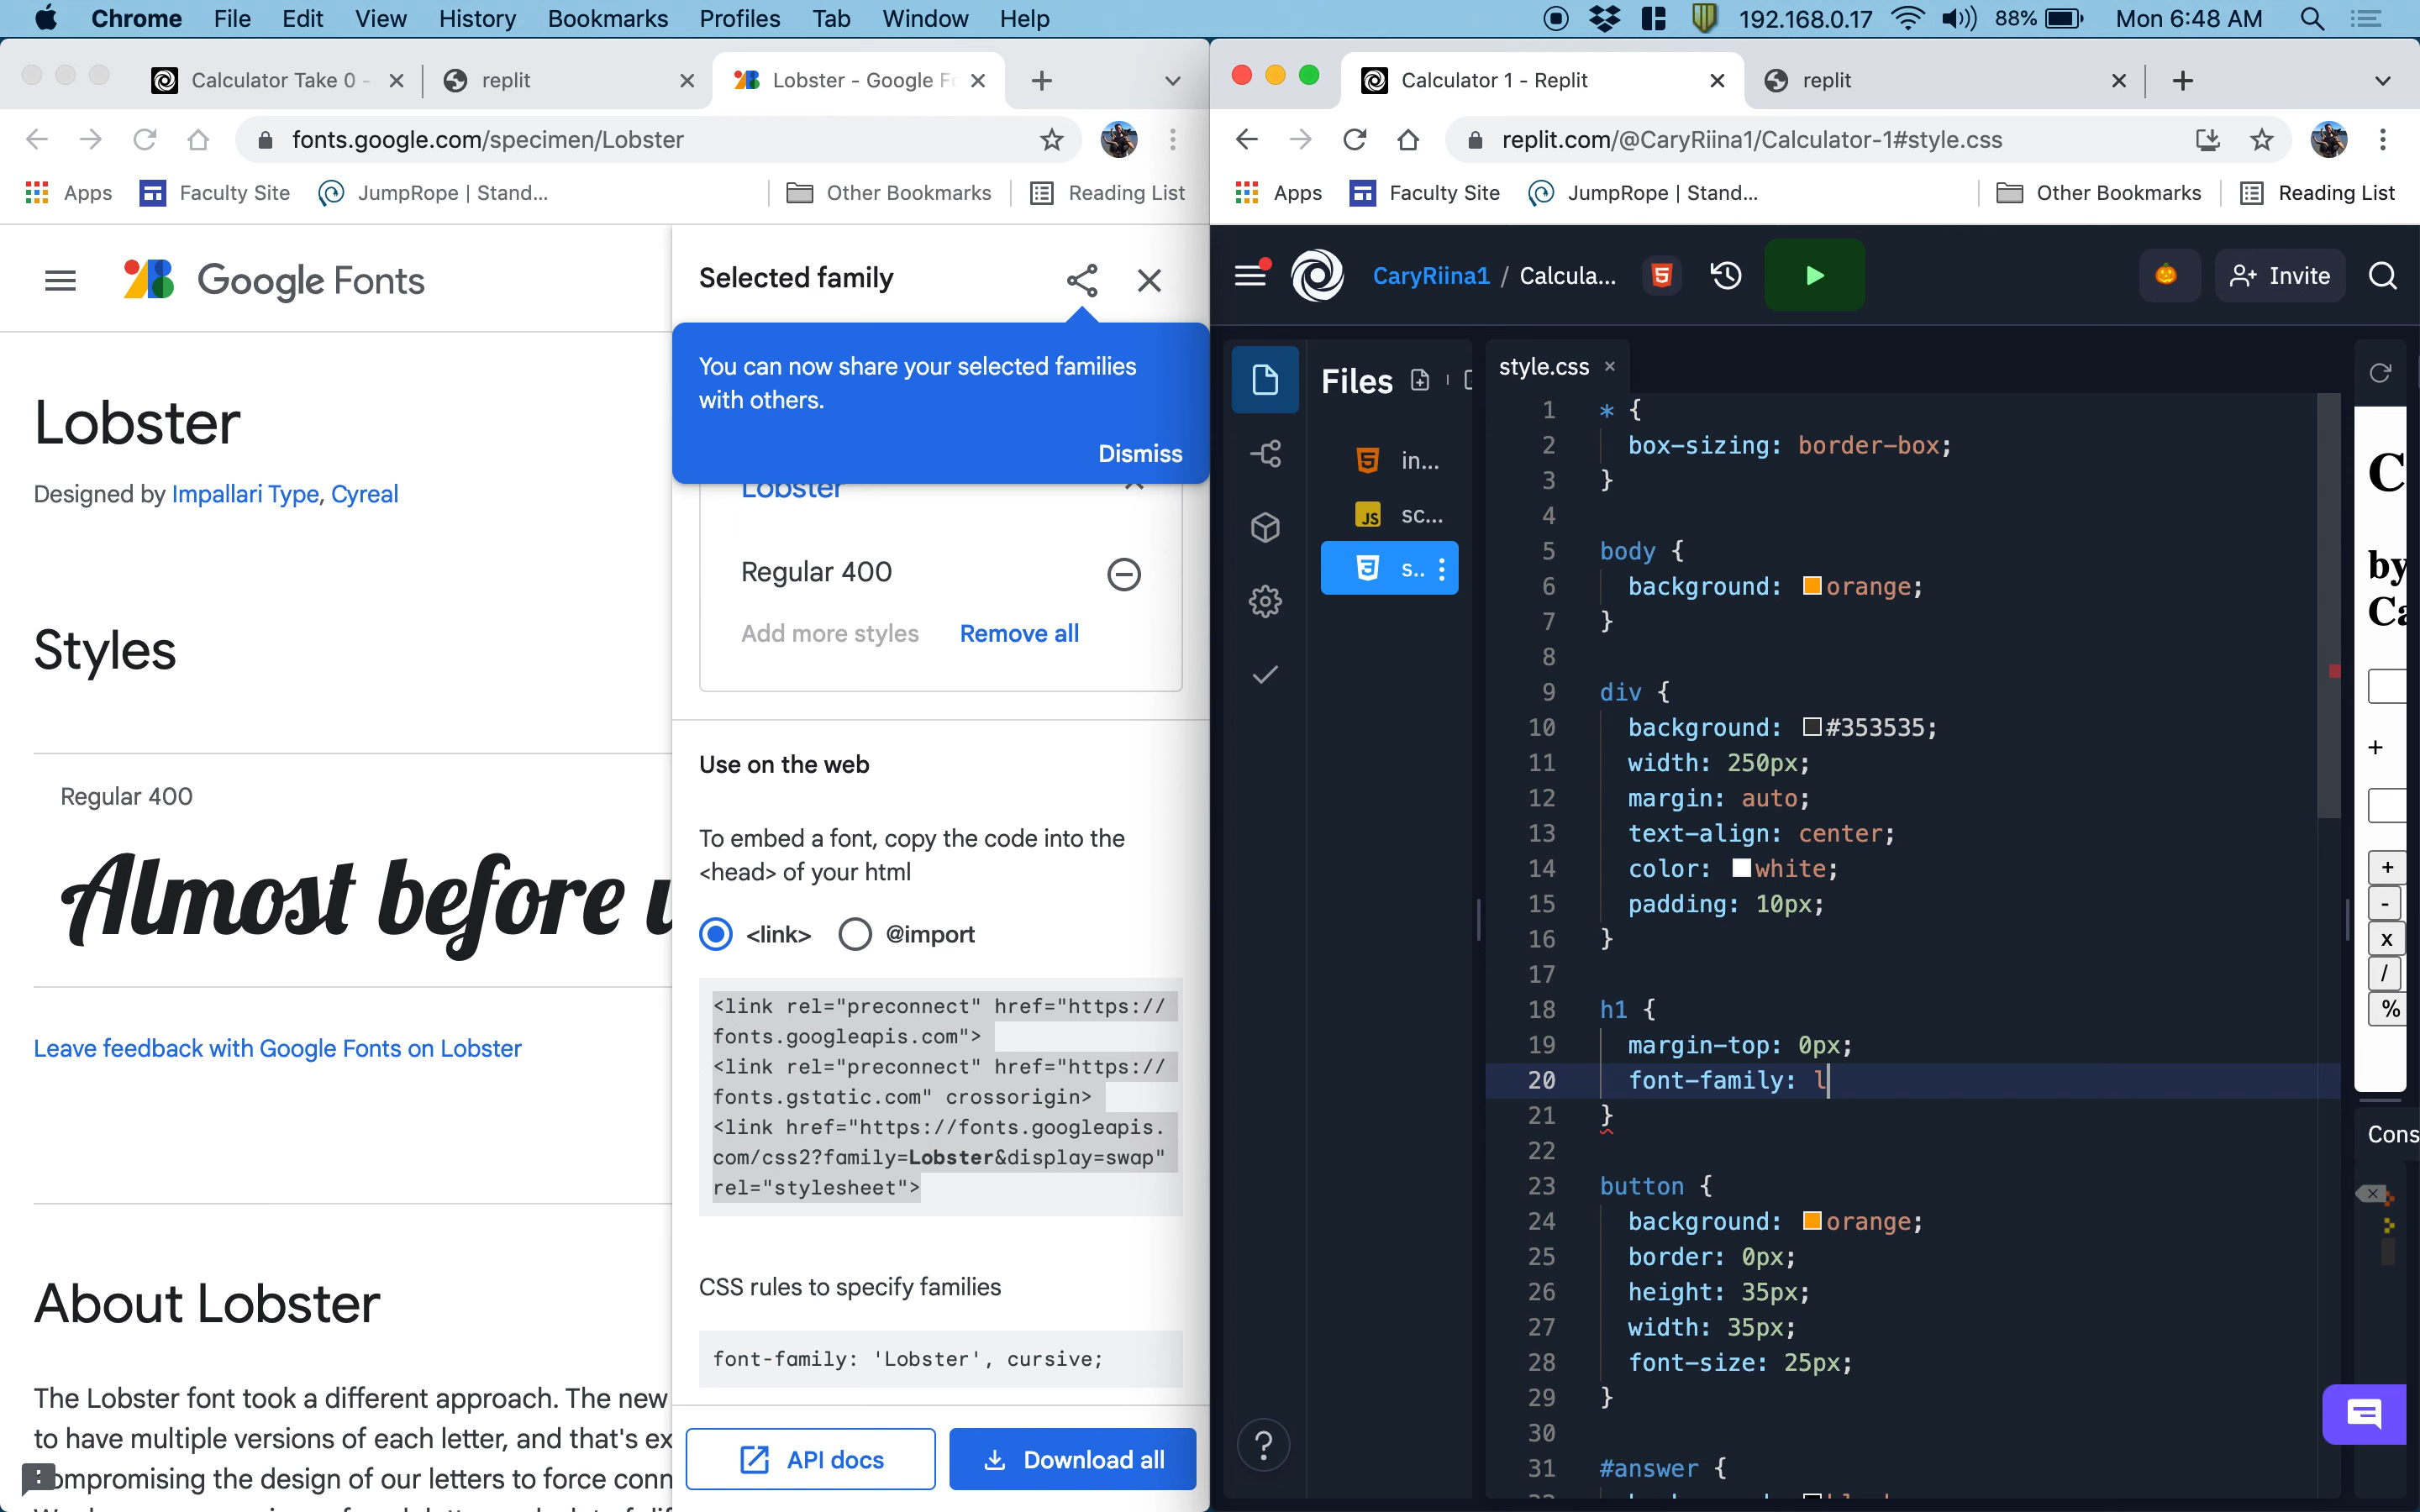 Chrome File Edit View History Bookmarks Profiles Tab Window Help
192.168.0.17 88% Mon 6:48 AM
Calculator Take 0 -
replit
Lobster - Google Fo
fonts.google.com/specimen/Lobster
Apps Faculty Site JumpRope | Stand... Other Bookmarks Reading List
Google Fonts
Lobster
Designed by Impallari Type, Cyreal
Styles
Regular 400
Almost before
Leave feedback with Google Fonts on Lobster
About Lobster
The Lobster font took a different approach. The new
to have multiple versions of each letter, and that's ex
ompromising the design of our letters to force conn
Selected family
You can now share your selected families
with others.
Dismiss
Lobster
Regular 400
Add more styles Remove all
Use on the web
To embed a font, copy the code into the
<head> of your html
<link> @import
<link rel="preconnect" href="https://
fonts.googleapis.com">
<link rel="preconnect" href="https://
fonts.gstatic.com" crossorigin>
<link href="https://fonts.googleapis.
com/css2?family=Lobster&display=swap"
rel="stylesheet">
CSS rules to specify families
font-family: 'Lobster', cursive;
API docs Download all
Calculator 1 - Replit
replit
replit.com/@CaryRiina1/Calculator-1#style.css
Apps Faculty Site JumpRope | Stand... Other Bookmarks Reading List
CaryRiina1 / Calcula... Invite
Files
in...
JS sc...
s..
style.css
1 * {
2 box-sizing: border-box;
3 }
4
5 body {
6 background: orange;
7 }
8
9 div {
10 background: #353535;
11 width: 250px;
12 margin: auto;
13 text-align: center;
14 color: white;
15 padding: 10px;
16 }
17
18 h1 {
19 margin-top: 0px;
20 font-family: l
21 }
22
23 button {
24 background: orange;
25 border: 0px;
26 height: 35px;
27 width: 35px;
28 font-size: 25px;
29 }
30
31 #answer {
C
by
Ca
+
+
-
x
/
%
Cons
?